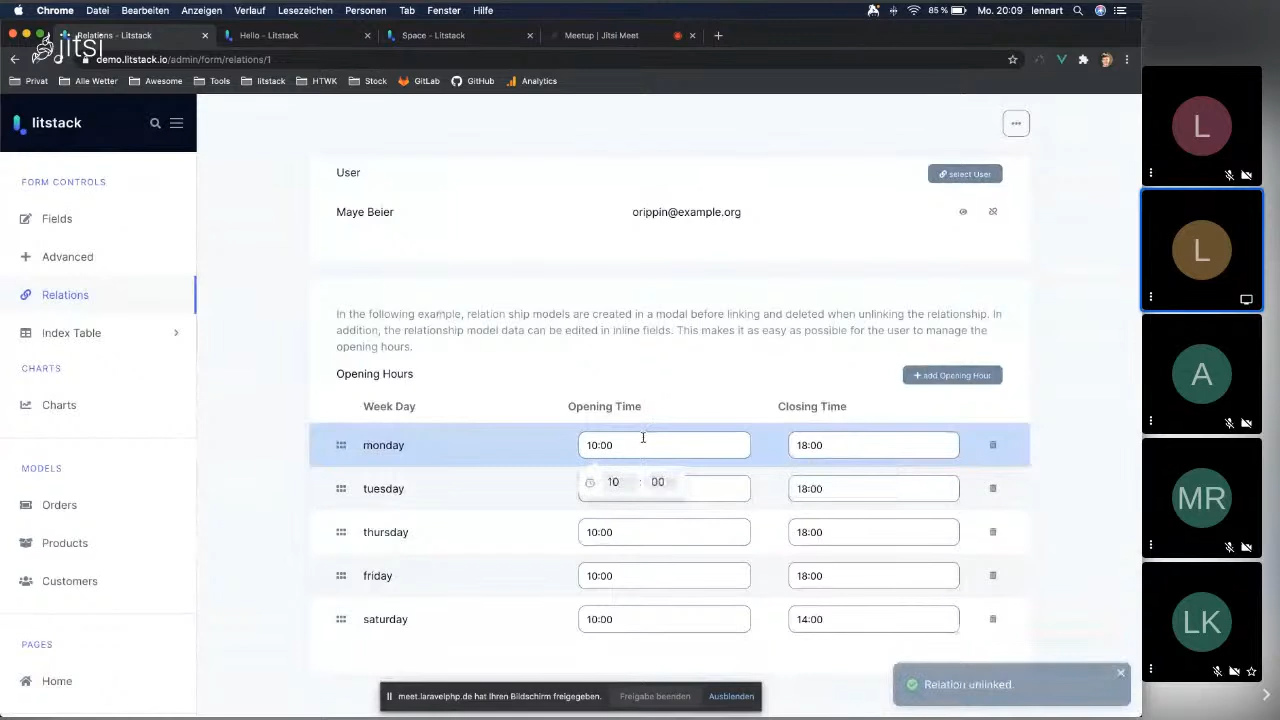 Chrome Datei Bearbeiten Anzeigen Verlauf Lesezeichen Personen Tab Fenster Hilfe 85 % Mo. 20:09 lennart
Relations - Litstack Hello - Litstack Space - Litstack Meetup | Jitsi Meet
Jitsi
demo.litstack.io/admin/form/relations/1
Privat Alle Wetter Awesome Tools litstack HTWK Stock GitLab GitHub Analytics
litstack
FORM CONTROLS
Fields
Advanced
Relations
Index Table
CHARTS
Charts
MODELS
Orders
Products
Customers
PAGES
Home
User
select User
Maye Beier orippin@example.org
In the following example, relation ship models are created in a modal before linking and deleted when unlinking the relationship. In
addition, the relationship model data can be edited in inline fields. This makes it as easy as possible for the user to manage the
opening hours.
Opening Hours
+ add Opening Hour
Week Day Opening Time Closing Time
monday 10:00 18:00
10 : 00
tuesday 18:00
thursday 10:00 18:00
friday 10:00 18:00
saturday 10:00 14:00
Relation unlinked.
meet.laravelphp.de hat Ihren Bildschirm freigegeben. Freigabe beenden Ausblenden
L
L
A
MR
LK